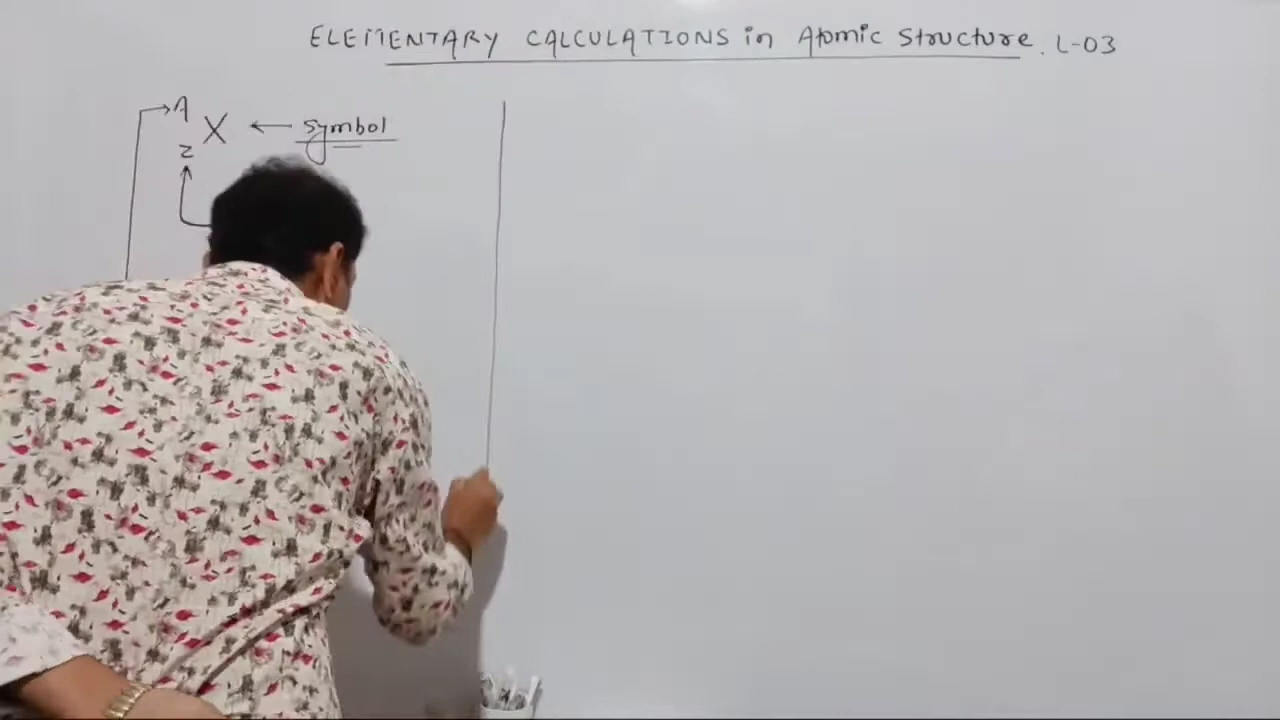 ELEMENTARY CALCULATIONS in Atomic Structure. L-03
A
X ← symbol
Z